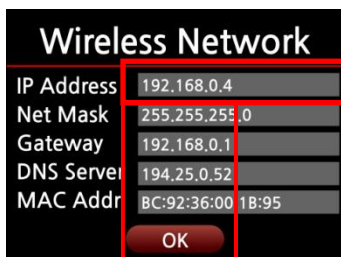 Wireless Network
IP Address 192.168.0.4
Net Mask 255.255.255.0
Gateway 192.168.0.1
DNS Server 194.25.0.52
MAC Addr BC:92:36:00:1B:95
OK